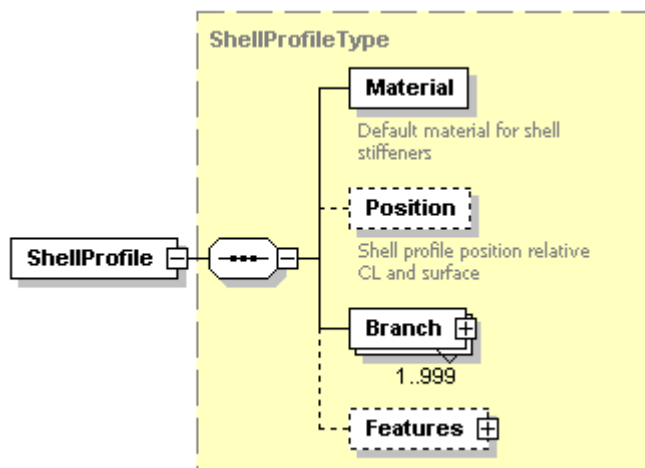 ShellProfileType
Material
Default material for shell
stiffeners
Position
Shell profile position relative
CL and surface
ShellProfile
Branch
1..999
Features